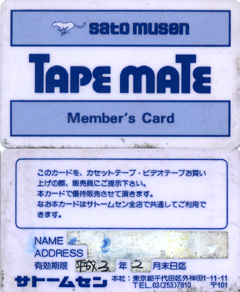 sato musen
TAPE MATE
Member's Card
このカードを、カセットテープ・ビデオテープお買い
上げの際、販売員にご提示下さい。
本カードで優待販売させて頂きます。
なお本カードはサトームセン全店で共通してご利用で
きます。
NAME
ADDRESS
有効期限 平成3年2月末日迄
サトームセン 本社:東京都千代田区外神田1-11-11
TEL.03(253)7810 〒101